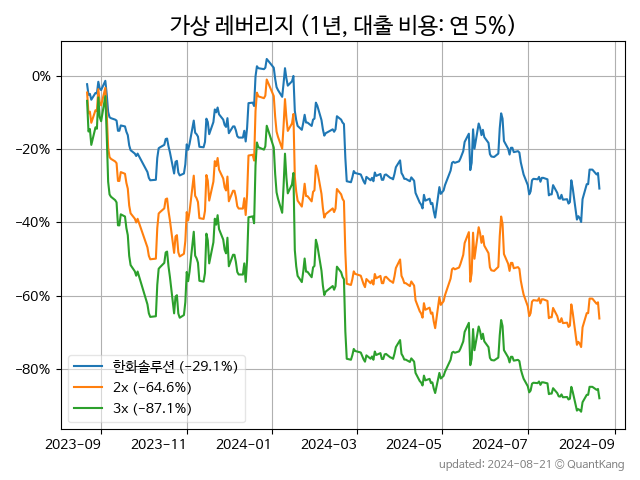 가상 레버리지 (1년, 대출 비용: 연 5%)
0%
−20%
−40%
−60%
−80%
한화솔루션 (−29.1%)
2x (−64.6%)
3x (−87.1%)
2023−09 2023−11 2024−01 2024−03 2024−05 2024−07 2024−09
updated: 2024−08−21 © QuantKang